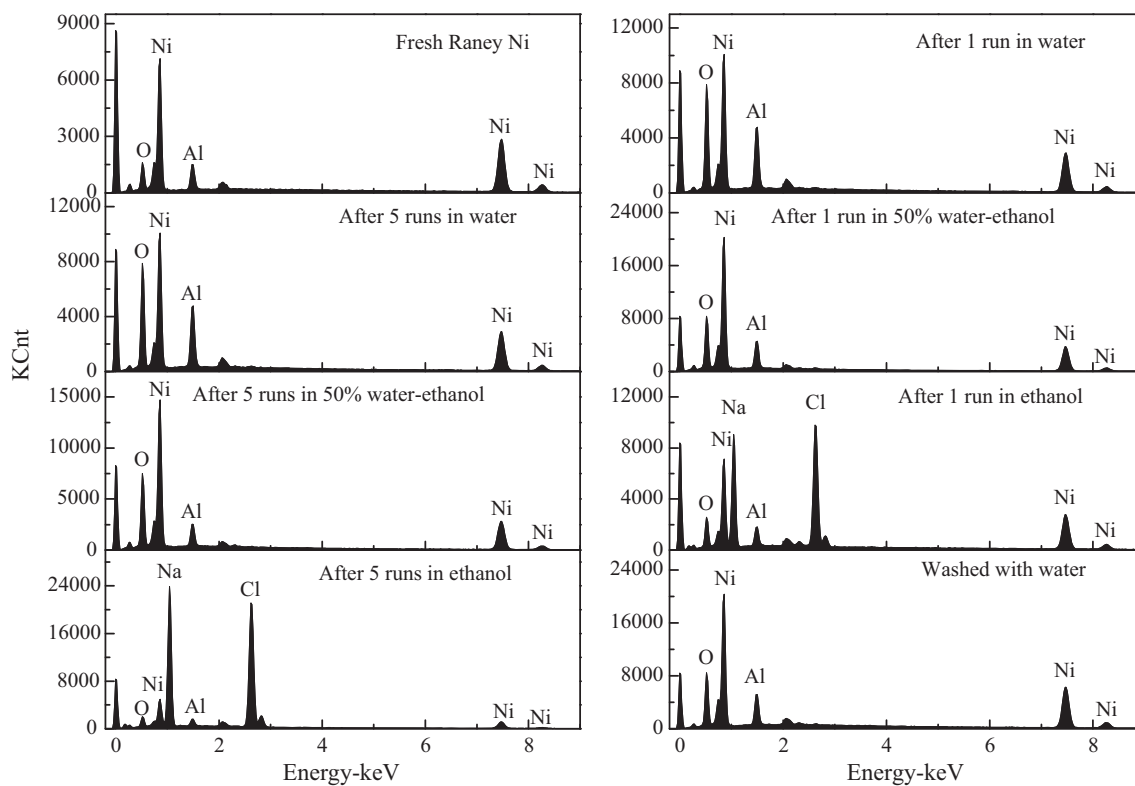 KCnt
9000
6000
3000
0
Fresh Raney Ni
Ni
O
Al
Ni
Ni
12000
8000
4000
0
After 1 run in water
Ni
O
Al
Ni
Ni
12000
8000
4000
0
After 5 runs in water
Ni
O
Al
Ni
Ni
24000
16000
8000
0
After 1 run in 50% water-ethanol
Ni
O
Al
Ni
Ni
15000
10000
5000
0
After 5 runs in 50% water-ethanol
Ni
O
Al
Ni
Ni
12000
8000
4000
0
After 1 run in ethanol
Na
Cl
Ni
O
Al
Ni
Ni
24000
16000
8000
0
After 5 runs in ethanol
Na
Cl
Ni
O
Al
Ni
Ni
0 2 4 6 8
Energy-keV
24000
16000
8000
0
Washed with water
Ni
O
Al
Ni
Ni
0 2 4 6 8
Energy-keV